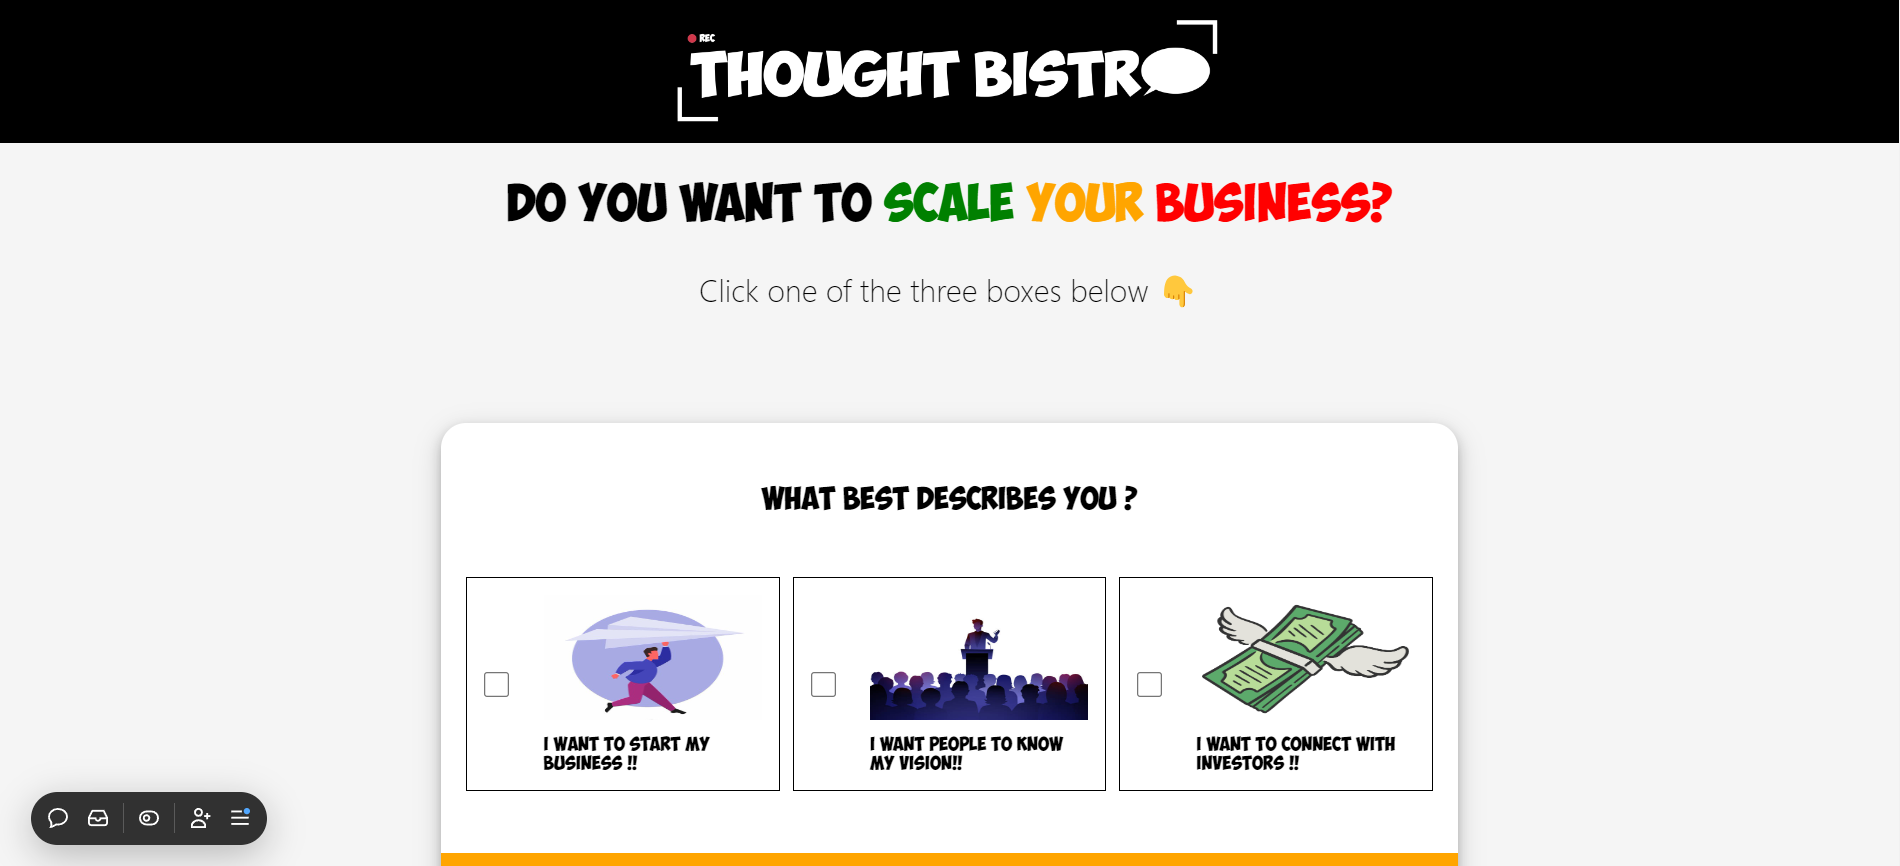 REC
THOUGHT BISTR
DO YOU WANT TO SCALE YOUR BUSINESS?
Click one of the three boxes below 👇
WHAT BEST DESCRIBES YOU ?
I WANT TO START MY
BUSINESS !!
I WANT PEOPLE TO KNOW
MY VISION!!
I WANT TO CONNECT WITH
INVESTORS !!